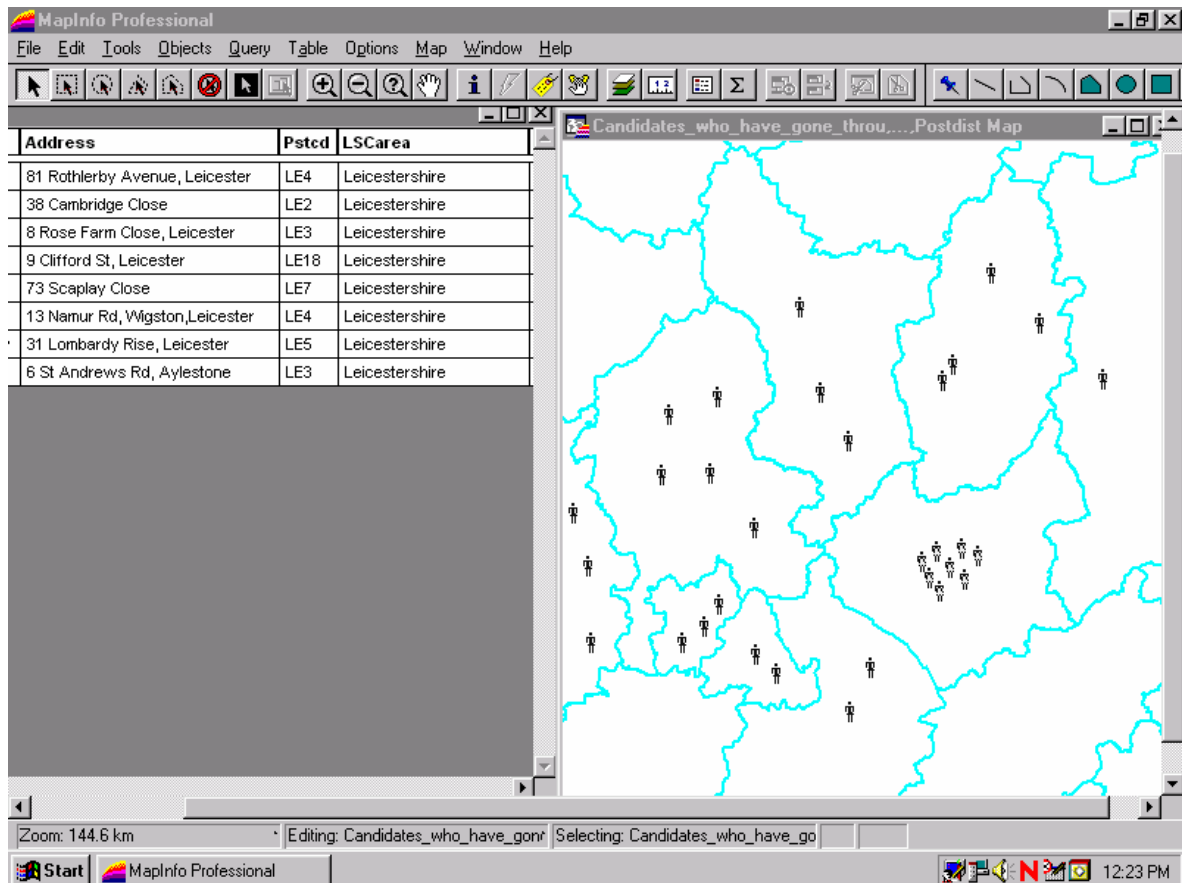 MapInfo Professional
File Edit Tools Objects Query Table Options Map Window Help
Address Pstcd LSCarea
81 Rothlerby Avenue, Leicester LE4 Leicestershire
38 Cambridge Close LE2 Leicestershire
8 Rose Farm Close, Leicester LE3 Leicestershire
9 Clifford St, Leicester LE18 Leicestershire
73 Scaplay Close LE7 Leicestershire
13 Namur Rd, Wigston,Leicester LE4 Leicestershire
31 Lombardy Rise, Leicester LE5 Leicestershire
6 St Andrews Rd, Aylestone LE3 Leicestershire
Candidates_who_have_gone_throu,...,Postdist Map
Zoom: 144.6 km Editing: Candidates_who_have_gon Selecting: Candidates_who_have_go
Start MapInfo Professional N 12:23 PM